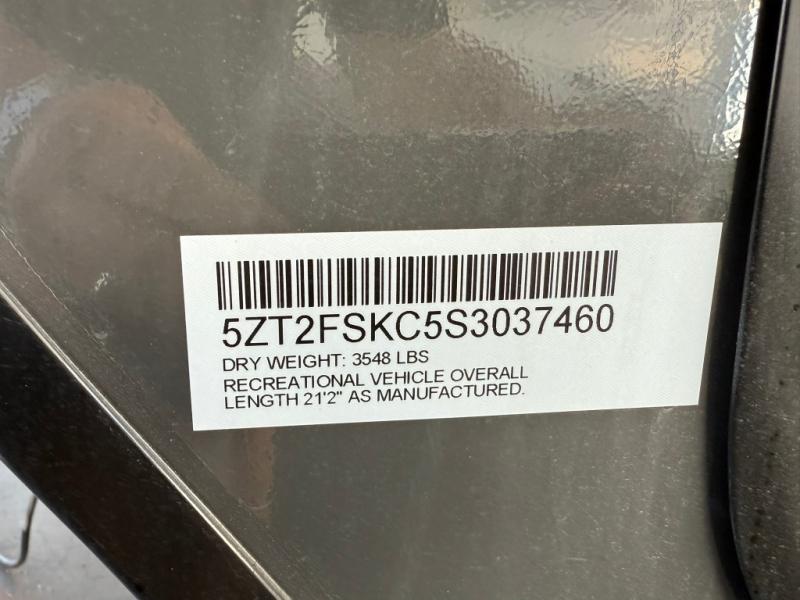 5ZT2FSKC5S3037460
DRY WEIGHT: 3548 LBS
RECREATIONAL VEHICLE OVERALL
LENGTH 21'2" AS MANUFACTURED.